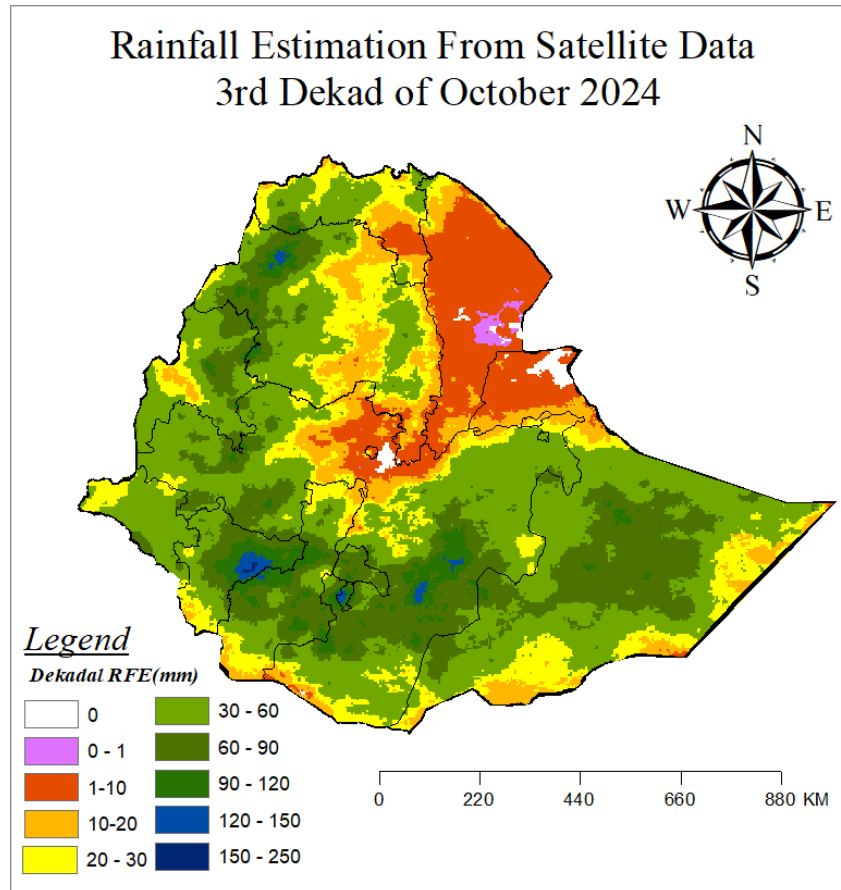 Rainfall Estimation From Satellite Data
3rd Dekad of October 2024
N
W
E
S
Legend
Dekadal RFE(mm)
0
0 - 1
1-10
10-20
20 - 30
30 - 60
60 - 90
90 - 120
120 - 150
150 - 250
0 220 440 660 880 KM